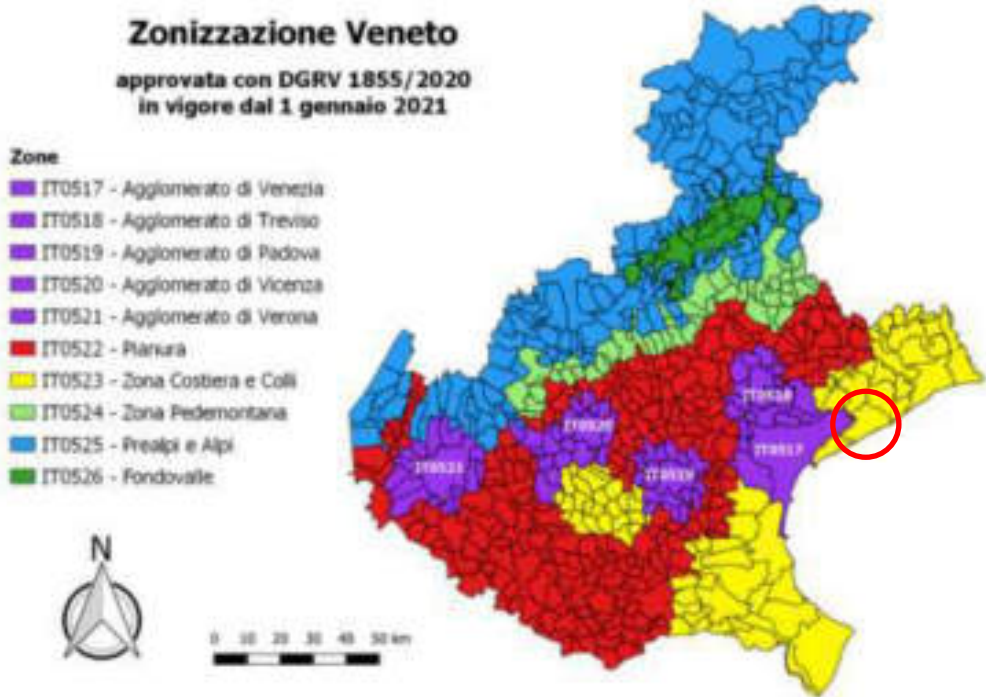 Zonizzazione Veneto
approvata con DGRV 1855/2020
in vigore dal 1 gennaio 2021
Zone
IT0517 - Agglomerato di Venezia
IT0518 - Agglomerato di Treviso
IT0519 - Agglomerato di Padova
IT0520 - Agglomerato di Vicenza
IT0521 - Agglomerato di Verona
IT0522 - Pianura
IT0523 - Zona Costiera e Colli
IT0524 - Zona Pedemontana
IT0525 - Prealpi e Alpi
IT0526 - Fondovalle
IT0518
IT0520
IT0517
IT0521
IT0519
N
0 10 20 30 40 50 km